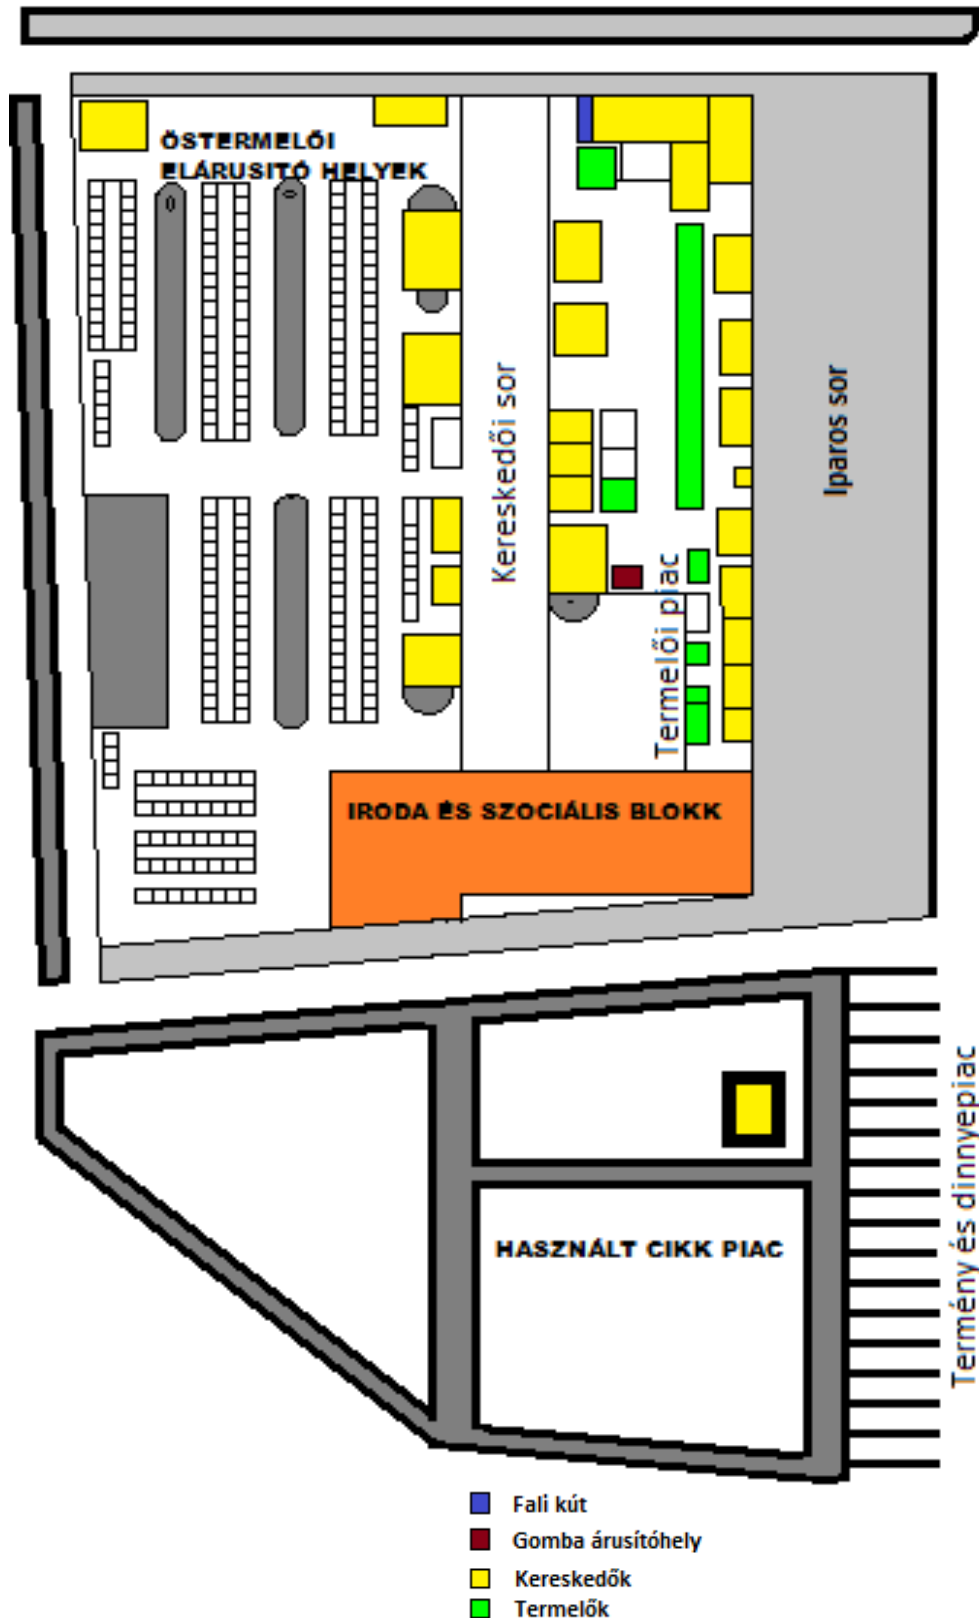 ÖSTERMELŐI
ELÁRUSITÓ HELYEK
Kereskedői sor
Iparos sor
Termelői piac
IRODA ÉS SZOCIÁLIS BLOKK
HASZNÁLT CIKK PIAC
Termény és dinnyepiac
Fali kút
Gomba árusítóhely
Kereskedők
Termelők